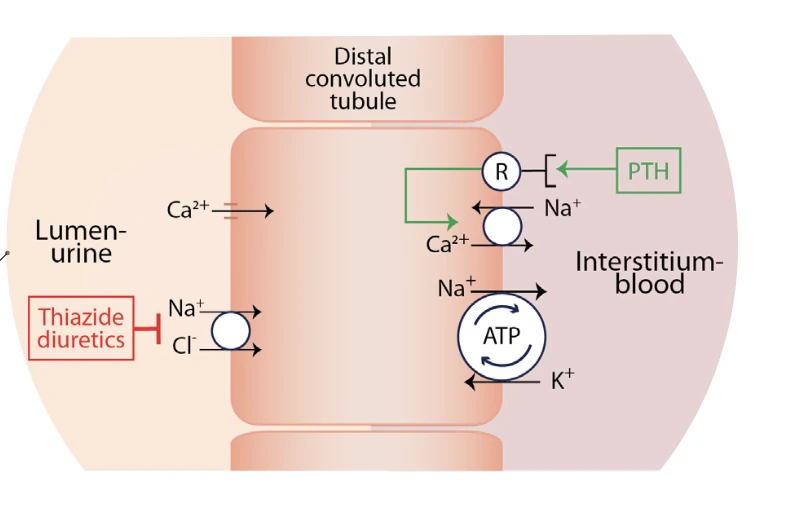 Distal
convoluted
tubule
R
PTH
Ca²⁺
Na⁺
Ca²⁺
Lumen-
urine
Interstitium-
blood
Na⁺
Thiazide
diuretics
Na⁺
Cl⁻
ATP
K⁺